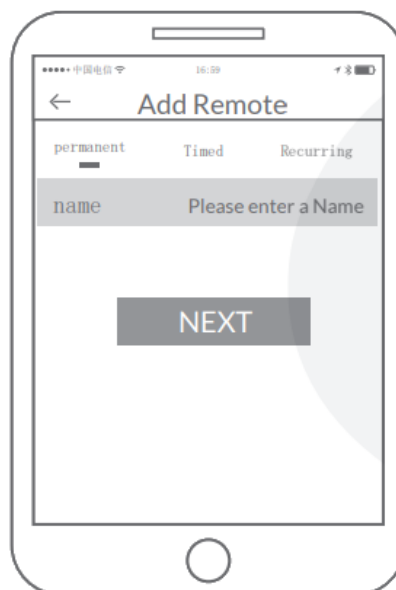 中国电信 16:59
Add Remote
permanent Timed Recurring
name Please enter a Name
NEXT